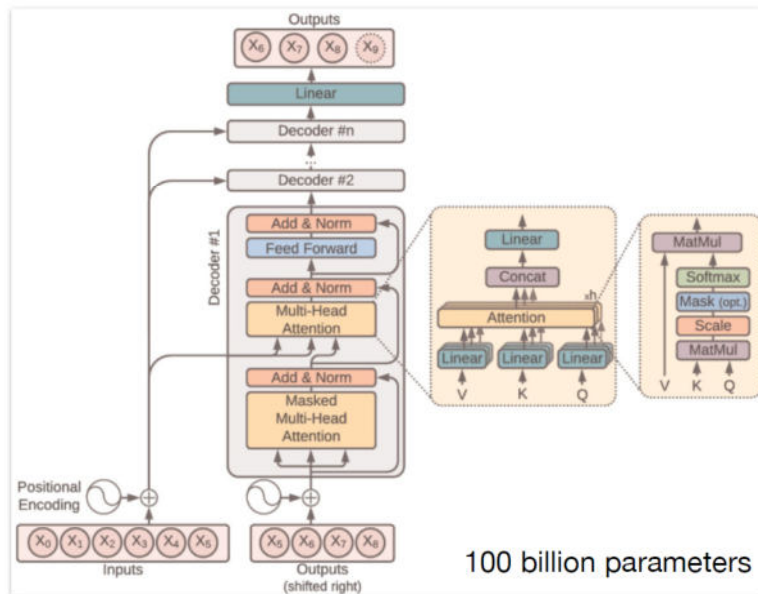 Outputs
X6 X7 X8 X9
Linear
Decoder #n
...
Decoder #2
Decoder #1
Add & Norm
Feed Forward
Add & Norm
Multi-Head
Attention
Add & Norm
Masked
Multi-Head
Attention
Positional
Encoding
X0 X1 X2 X3 X4 X5
Inputs
X5 X6 X7 X8
Outputs
(shifted right)
Linear
Concat
xh
Attention
Linear Linear Linear
V K Q
MatMul
Softmax
Mask (opt.)
Scale
MatMul
V K Q
100 billion parameters